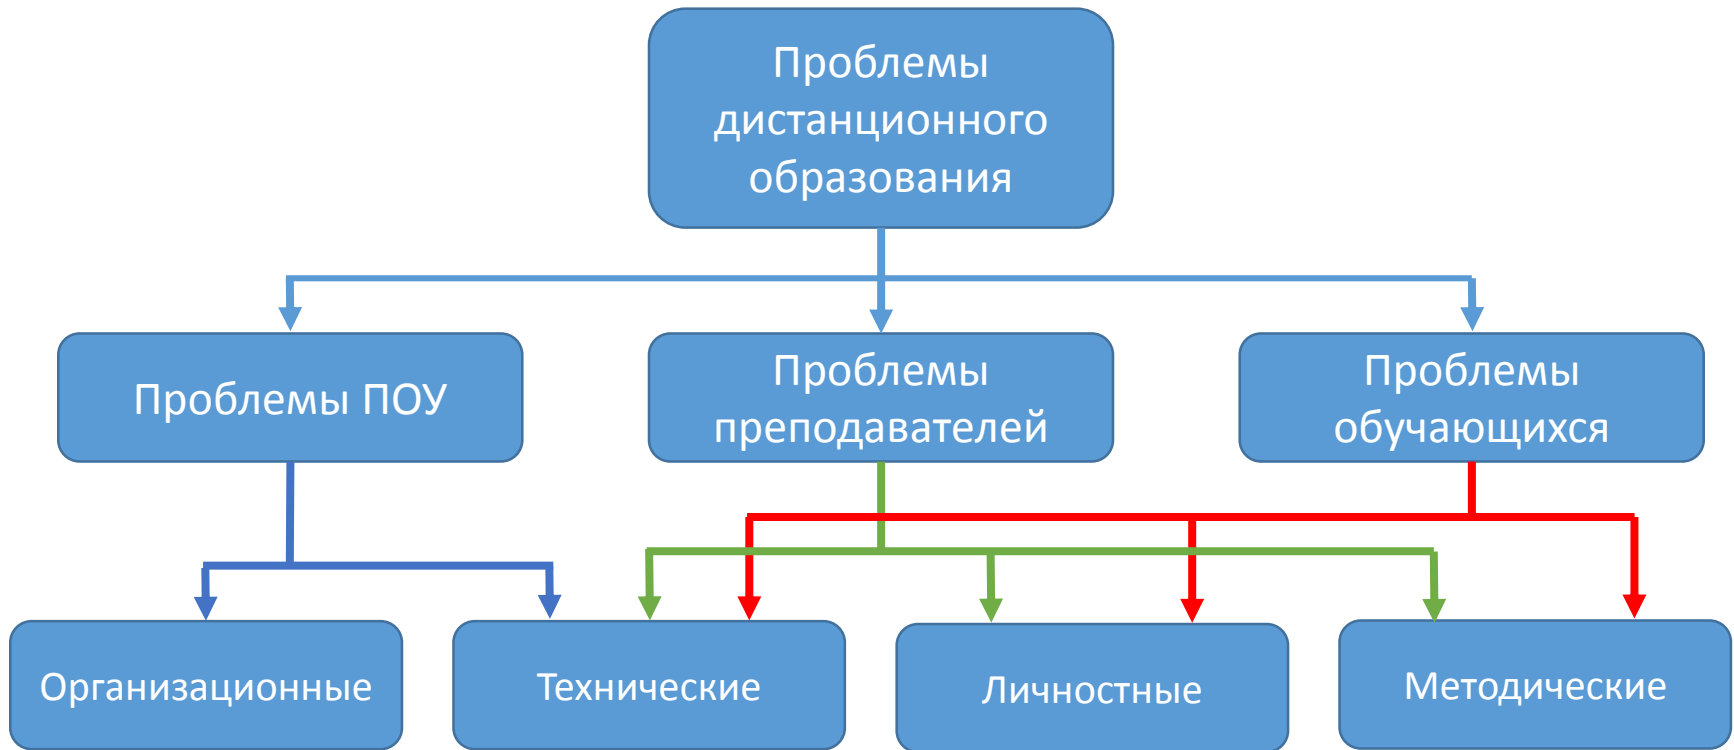 Проблемы
дистанционного
образования
Проблемы ПОУ
Проблемы
преподавателей
Проблемы
обучающихся
Организационные
Технические
Личностные
Методические